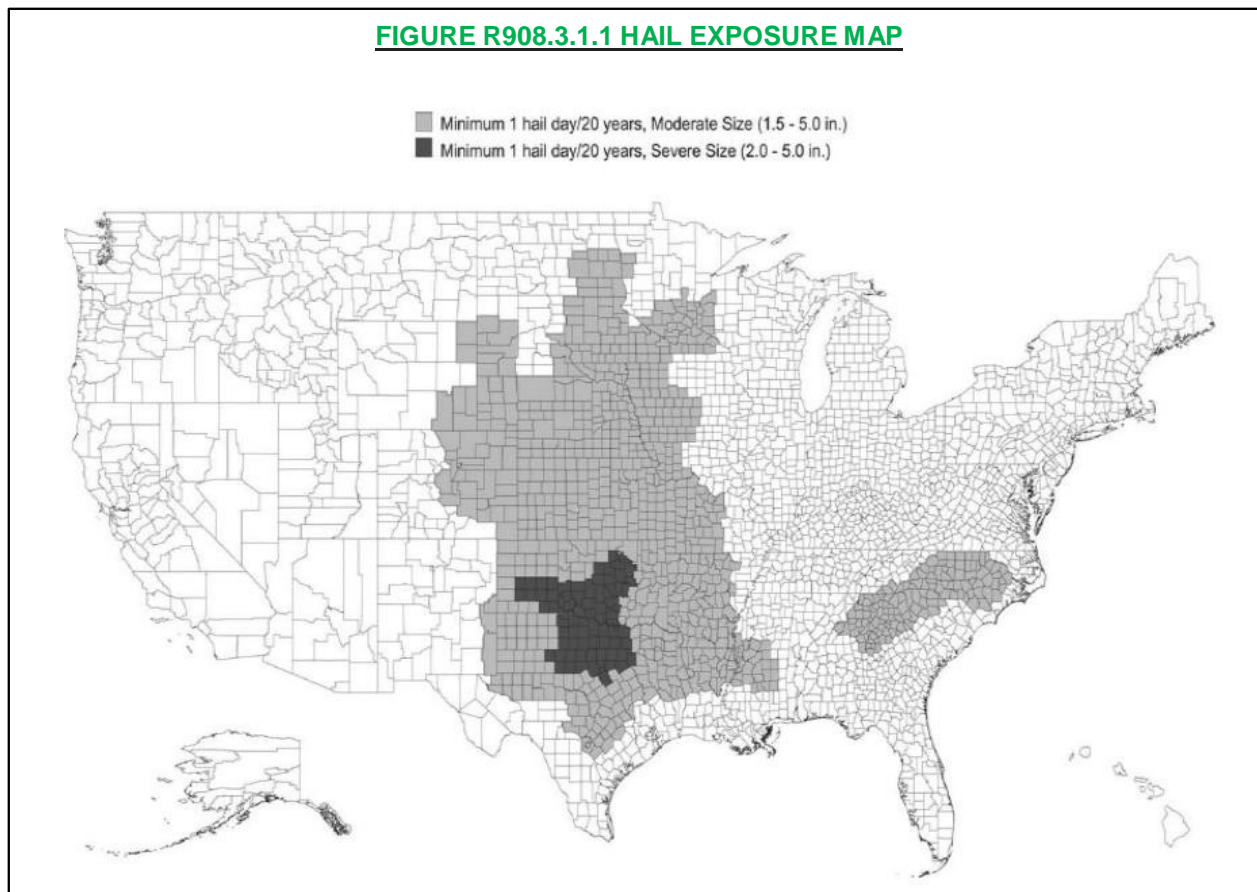 FIGURE R908.3.1.1 HAIL EXPOSURE MAP
Minimum 1 hail day/20 years, Moderate Size (1.5 - 5.0 in.)
Minimum 1 hail day/20 years, Severe Size (2.0 - 5.0 in.)